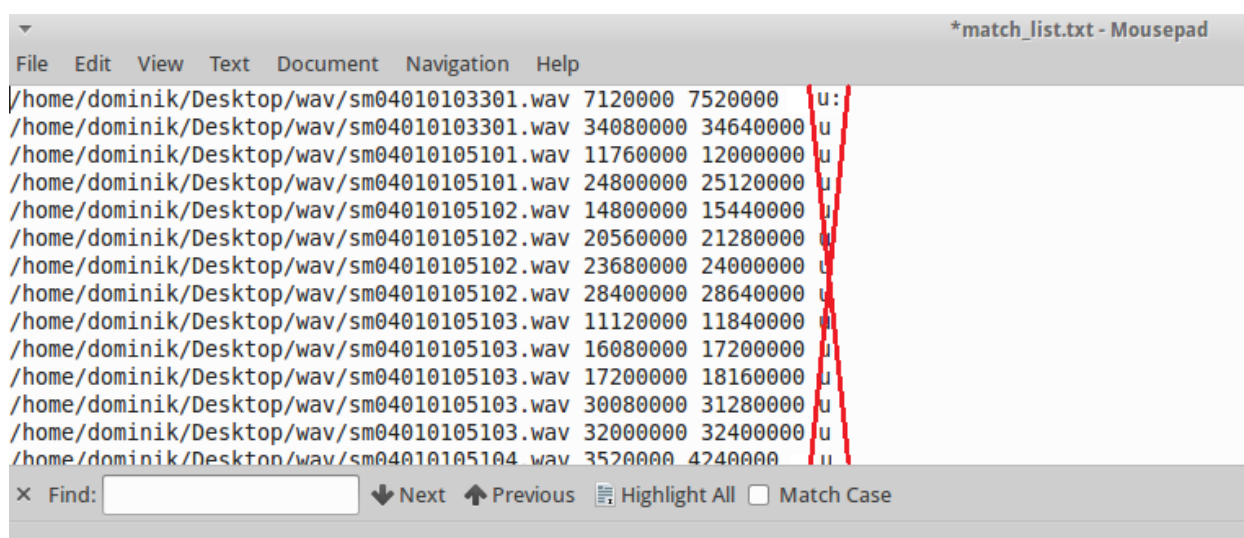 *match_list.txt - Mousepad
File Edit View Text Document Navigation Help
/home/dominik/Desktop/wav/sm04010103301.wav 7120000 7520000 u:
/home/dominik/Desktop/wav/sm04010103301.wav 34080000 34640000 u
/home/dominik/Desktop/wav/sm04010105101.wav 11760000 12000000 u
/home/dominik/Desktop/wav/sm04010105101.wav 24800000 25120000 u
/home/dominik/Desktop/wav/sm04010105102.wav 14800000 15440000 u
/home/dominik/Desktop/wav/sm04010105102.wav 20560000 21280000 u
/home/dominik/Desktop/wav/sm04010105102.wav 23680000 24000000 u
/home/dominik/Desktop/wav/sm04010105102.wav 28400000 28640000 u
/home/dominik/Desktop/wav/sm04010105103.wav 11120000 11840000 u
/home/dominik/Desktop/wav/sm04010105103.wav 16080000 17200000 u
/home/dominik/Desktop/wav/sm04010105103.wav 17200000 18160000 u
/home/dominik/Desktop/wav/sm04010105103.wav 30080000 31280000 u
/home/dominik/Desktop/wav/sm04010105103.wav 32000000 32400000 u
/home/dominik/Desktop/wav/sm04010105104.wav 3520000 4240000 u
Find: Next Previous Highlight All Match Case